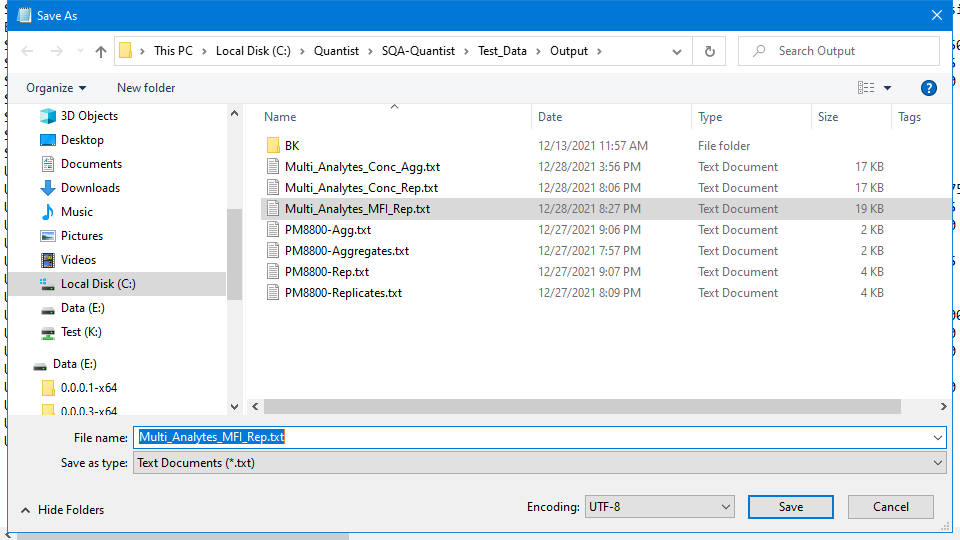 Save As
This PC > Local Disk (C:) > Quantist > SQA-Quantist > Test_Data > Output >
Search Output
Organize New folder
3D Objects
Desktop
Documents
Downloads
Music
Pictures
Videos
Local Disk (C:)
Data (E:)
Test (K:)
Data (E:)
0.0.0.1-x64
0.0.0.3-x64
Name Date Type Size Tags
BK 12/13/2021 11:57 AM File folder
Multi_Analytes_Conc_Agg.txt 12/28/2021 3:56 PM Text Document 17 KB
Multi_Analytes_Conc_Rep.txt 12/28/2021 8:06 PM Text Document 17 KB
Multi_Analytes_MFI_Rep.txt 12/28/2021 8:27 PM Text Document 19 KB
PM8800-Agg.txt 12/27/2021 9:06 PM Text Document 2 KB
PM8800-Aggregates.txt 12/27/2021 7:57 PM Text Document 2 KB
PM8800-Rep.txt 12/27/2021 9:07 PM Text Document 4 KB
PM8800-Replicates.txt 12/27/2021 8:09 PM Text Document 4 KB
File name: Multi_Analytes_MFI_Rep.txt
Save as type: Text Documents (*.txt)
Hide Folders
Encoding: UTF-8
Save
Cancel